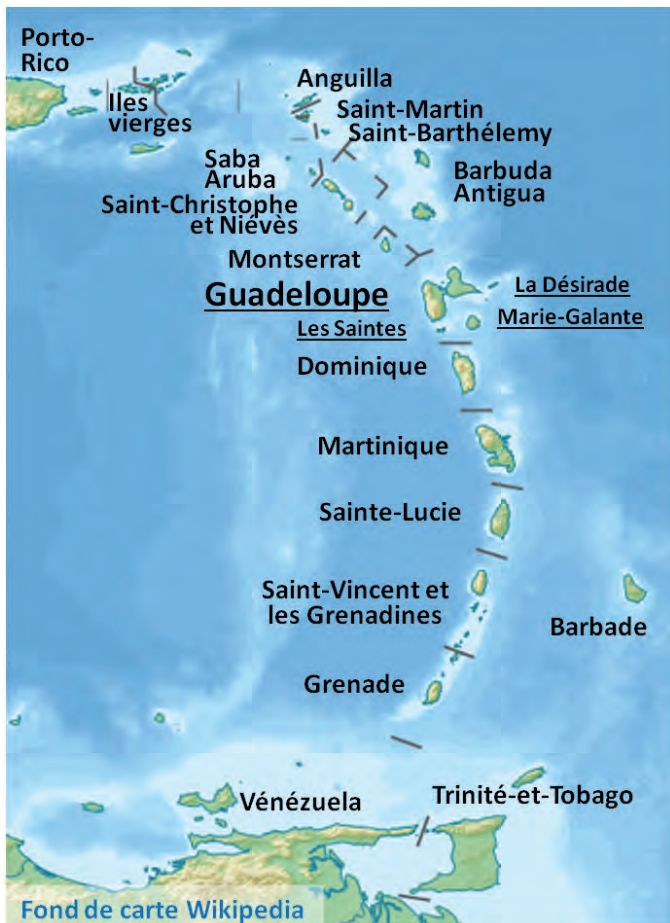 Porto-
Rico
Iles
vierges
Anguilla
Saint-Martin
Saint-Barthélemy
Saba
Aruba
Saint-Christophe
et Niévès
Barbuda
Antigua
Montserrat
Guadeloupe
La Désirade
Les Saintes
Marie-Galante
Dominique
Martinique
Sainte-Lucie
Saint-Vincent et
les Grenadines
Barbade
Grenade
Vénézuela
Trinité-et-Tobago
Fond de carte Wikipedia